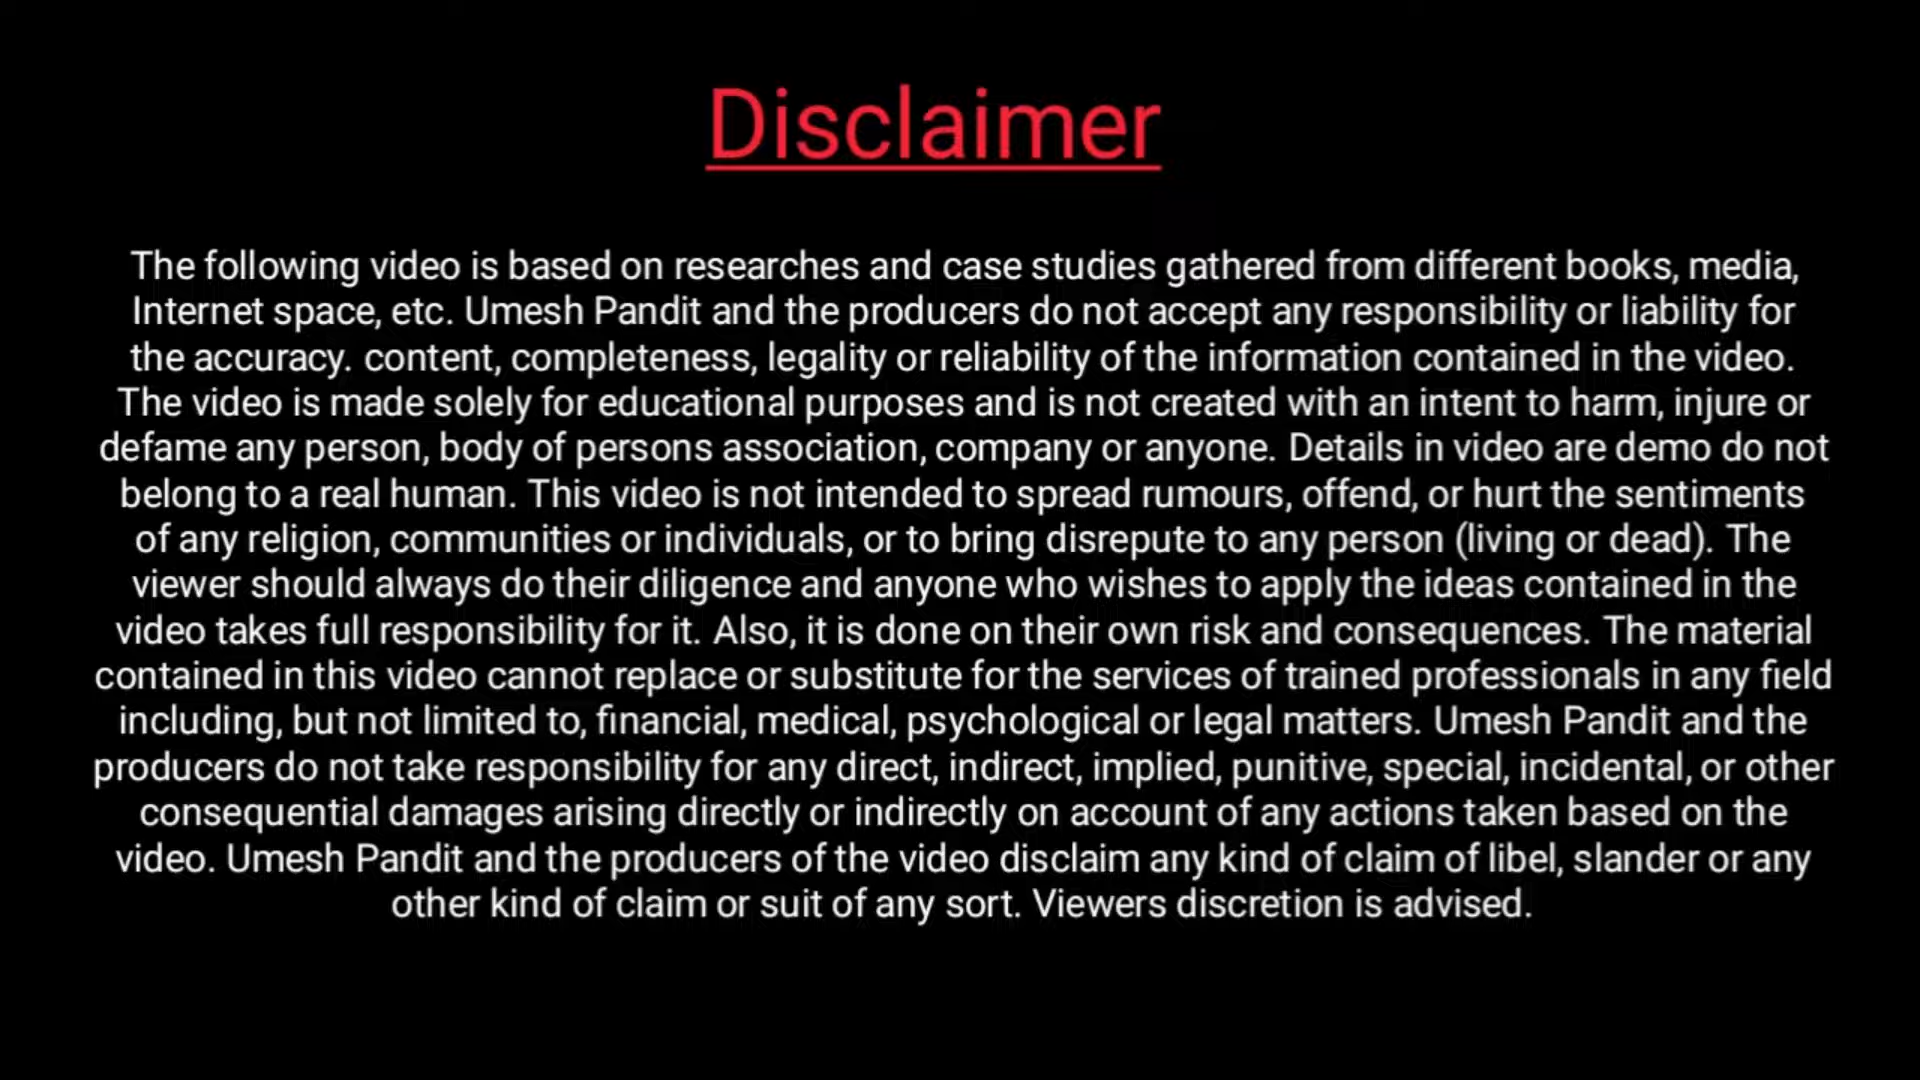 Disclaimer
The following video is based on researches and case studies gathered from different books, media,
Internet space, etc. Umesh Pandit and the producers do not accept any responsibility or liability for
the accuracy. content, completeness, legality or reliability of the information contained in the video.
The video is made solely for educational purposes and is not created with an intent to harm, injure or
defame any person, body of persons association, company or anyone. Details in video are demo do not
belong to a real human. This video is not intended to spread rumours, offend, or hurt the sentiments
of any religion, communities or individuals, or to bring disrepute to any person (living or dead). The
viewer should always do their diligence and anyone who wishes to apply the ideas contained in the
video takes full responsibility for it. Also, it is done on their own risk and consequences. The material
contained in this video cannot replace or substitute for the services of trained professionals in any field
including, but not limited to, financial, medical, psychological or legal matters. Umesh Pandit and the
producers do not take responsibility for any direct, indirect, implied, punitive, special, incidental, or other
consequential damages arising directly or indirectly on account of any actions taken based on the
video. Umesh Pandit and the producers of the video disclaim any kind of claim of libel, slander or any
other kind of claim or suit of any sort. Viewers discretion is advised.